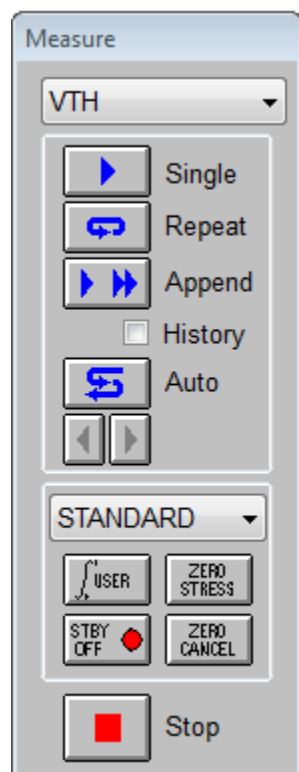 Measure
VTH
Single
Repeat
Append
History
Auto
STANDARD
USER
ZERO
STRESS
STBY
OFF
ZERO
CANCEL
Stop